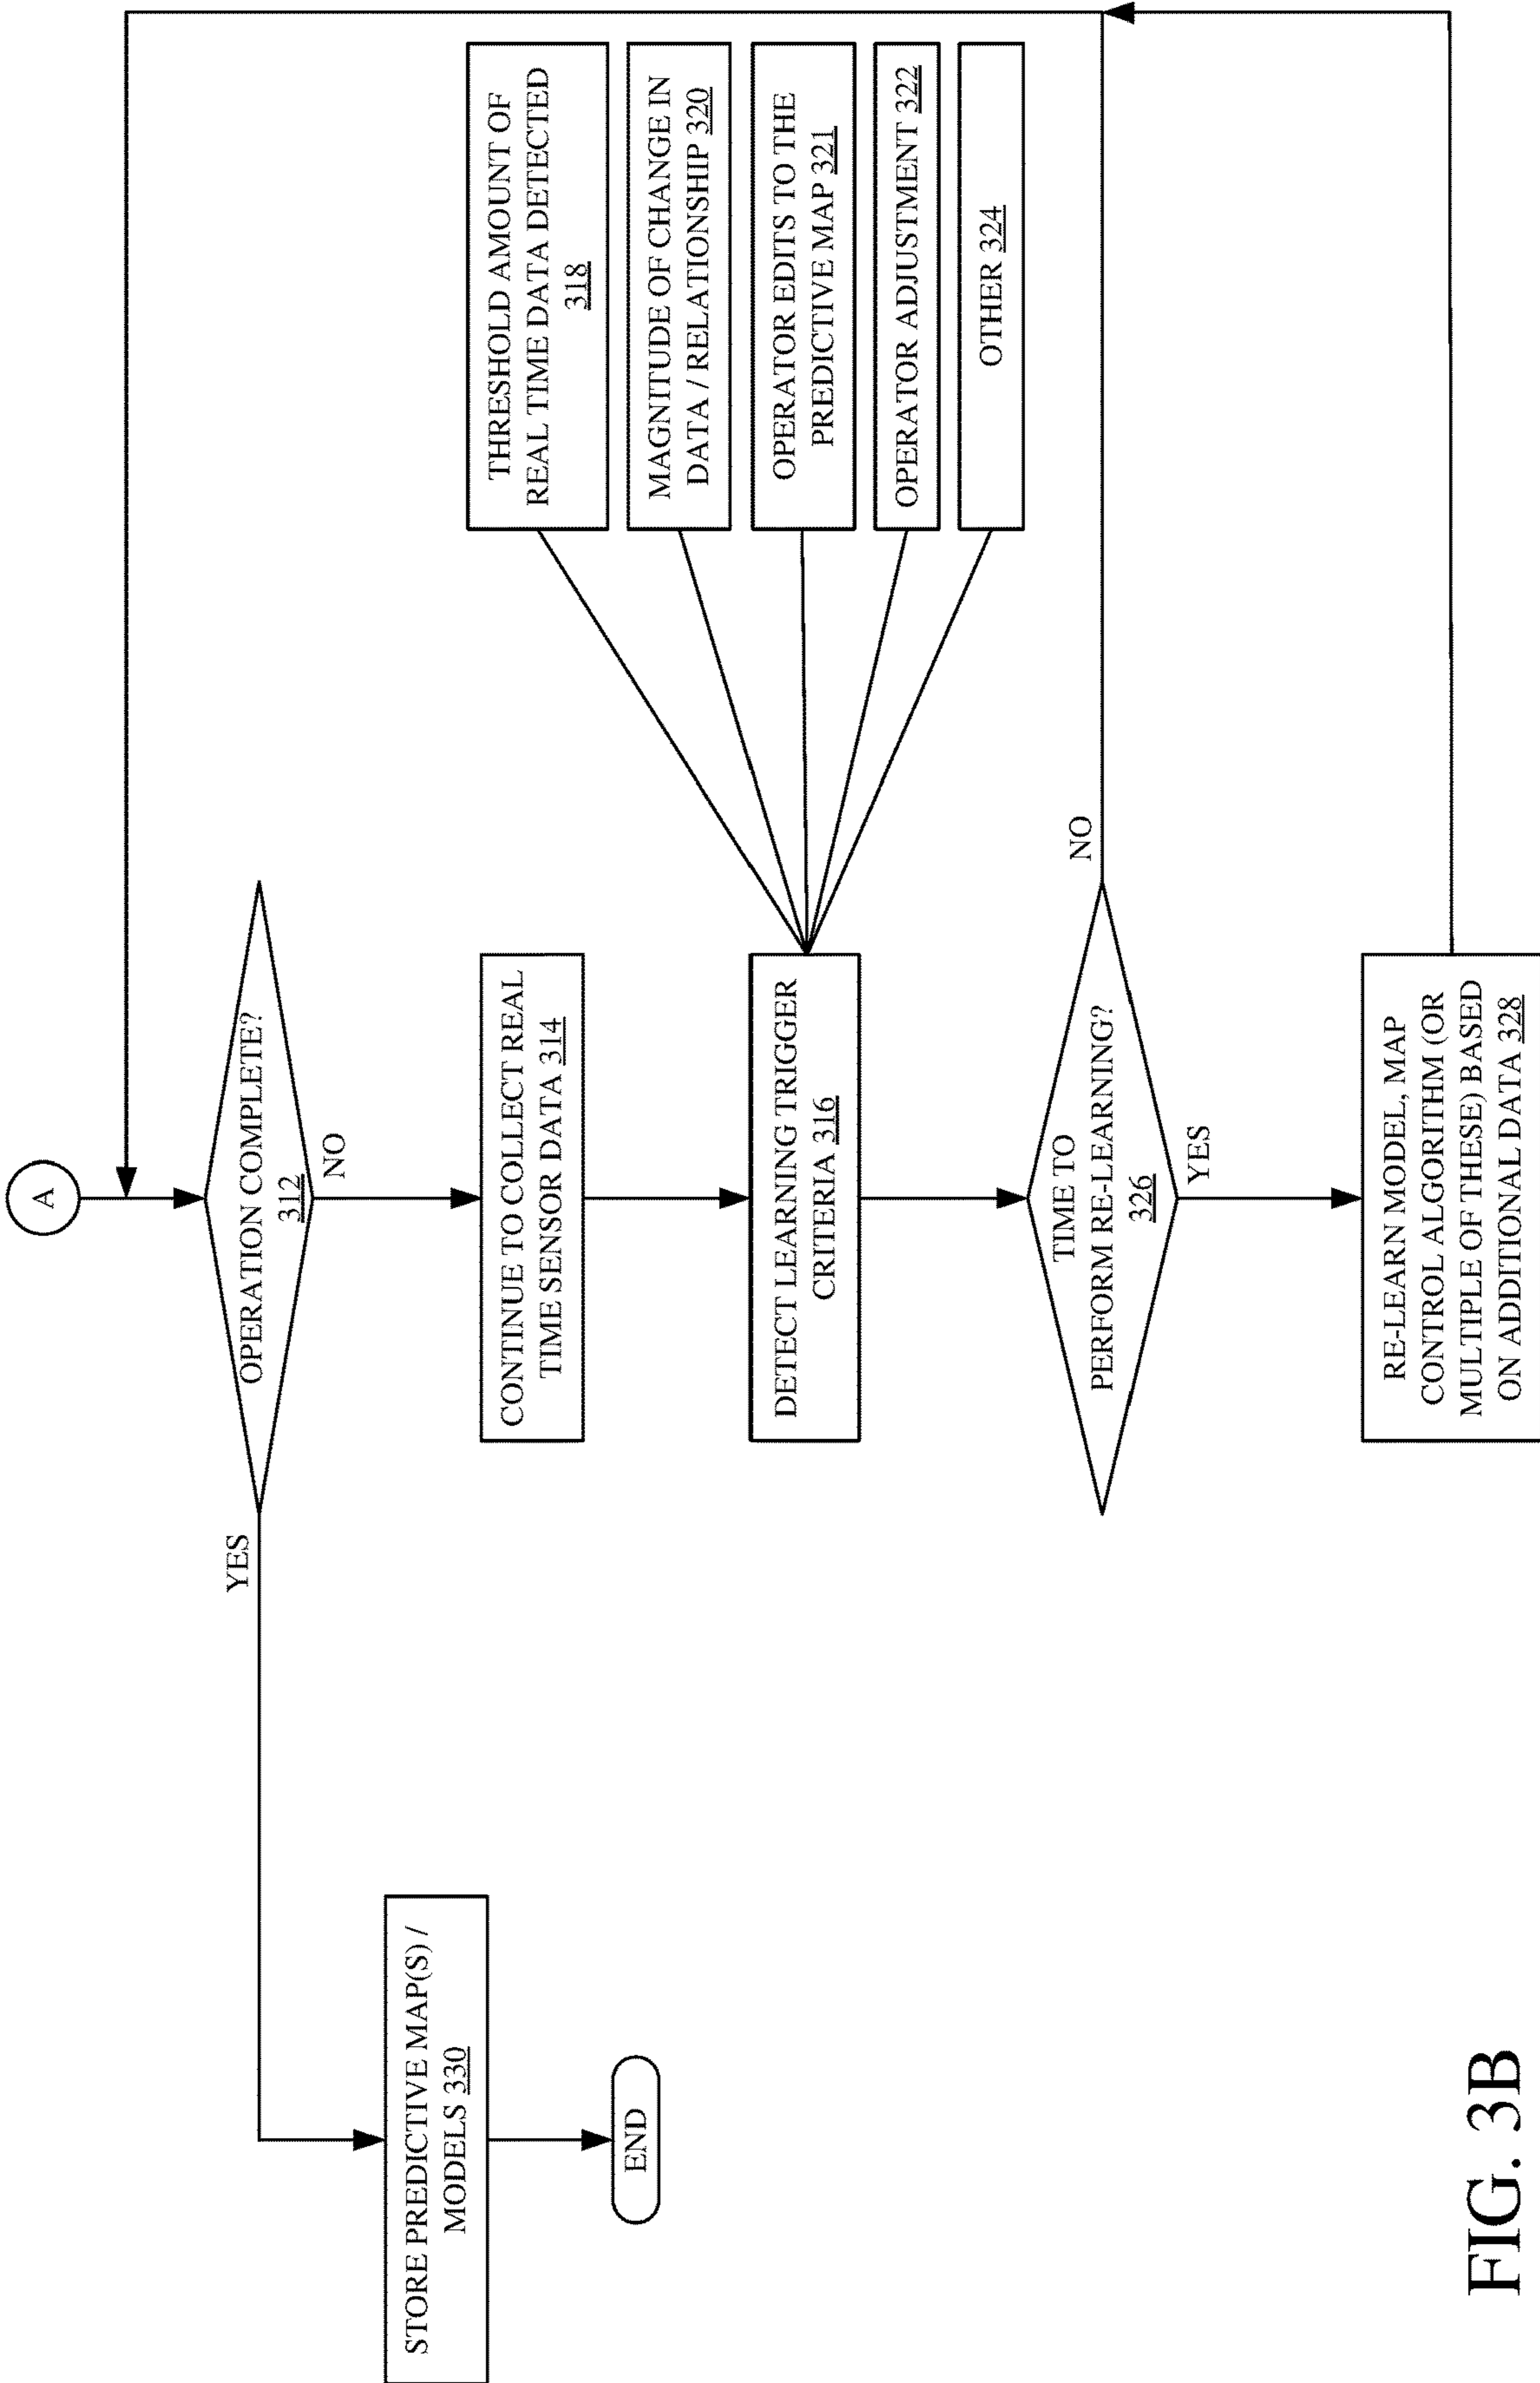 A
OPERATION COMPLETE?
312
YES
NO
CONTINUE TO COLLECT REAL
TIME SENSOR DATA 314
DETECT LEARNING TRIGGER
CRITERIA 316
THRESHOLD AMOUNT OF
REAL TIME DATA DETECTED
318
MAGNITUDE OF CHANGE IN
DATA / RELATIONSHIP 320
OPERATOR EDITS TO THE
PREDICTIVE MAP 321
OPERATOR ADJUSTMENT 322
OTHER 324
TIME TO
PERFORM RE-LEARNING?
326
NO
YES
RE-LEARN MODEL, MAP
CONTROL ALGORITHM (OR
MULTIPLE OF THESE) BASED
ON ADDITIONAL DATA 328
STORE PREDICTIVE MAP(S) /
MODELS 330
END
FIG. 3B